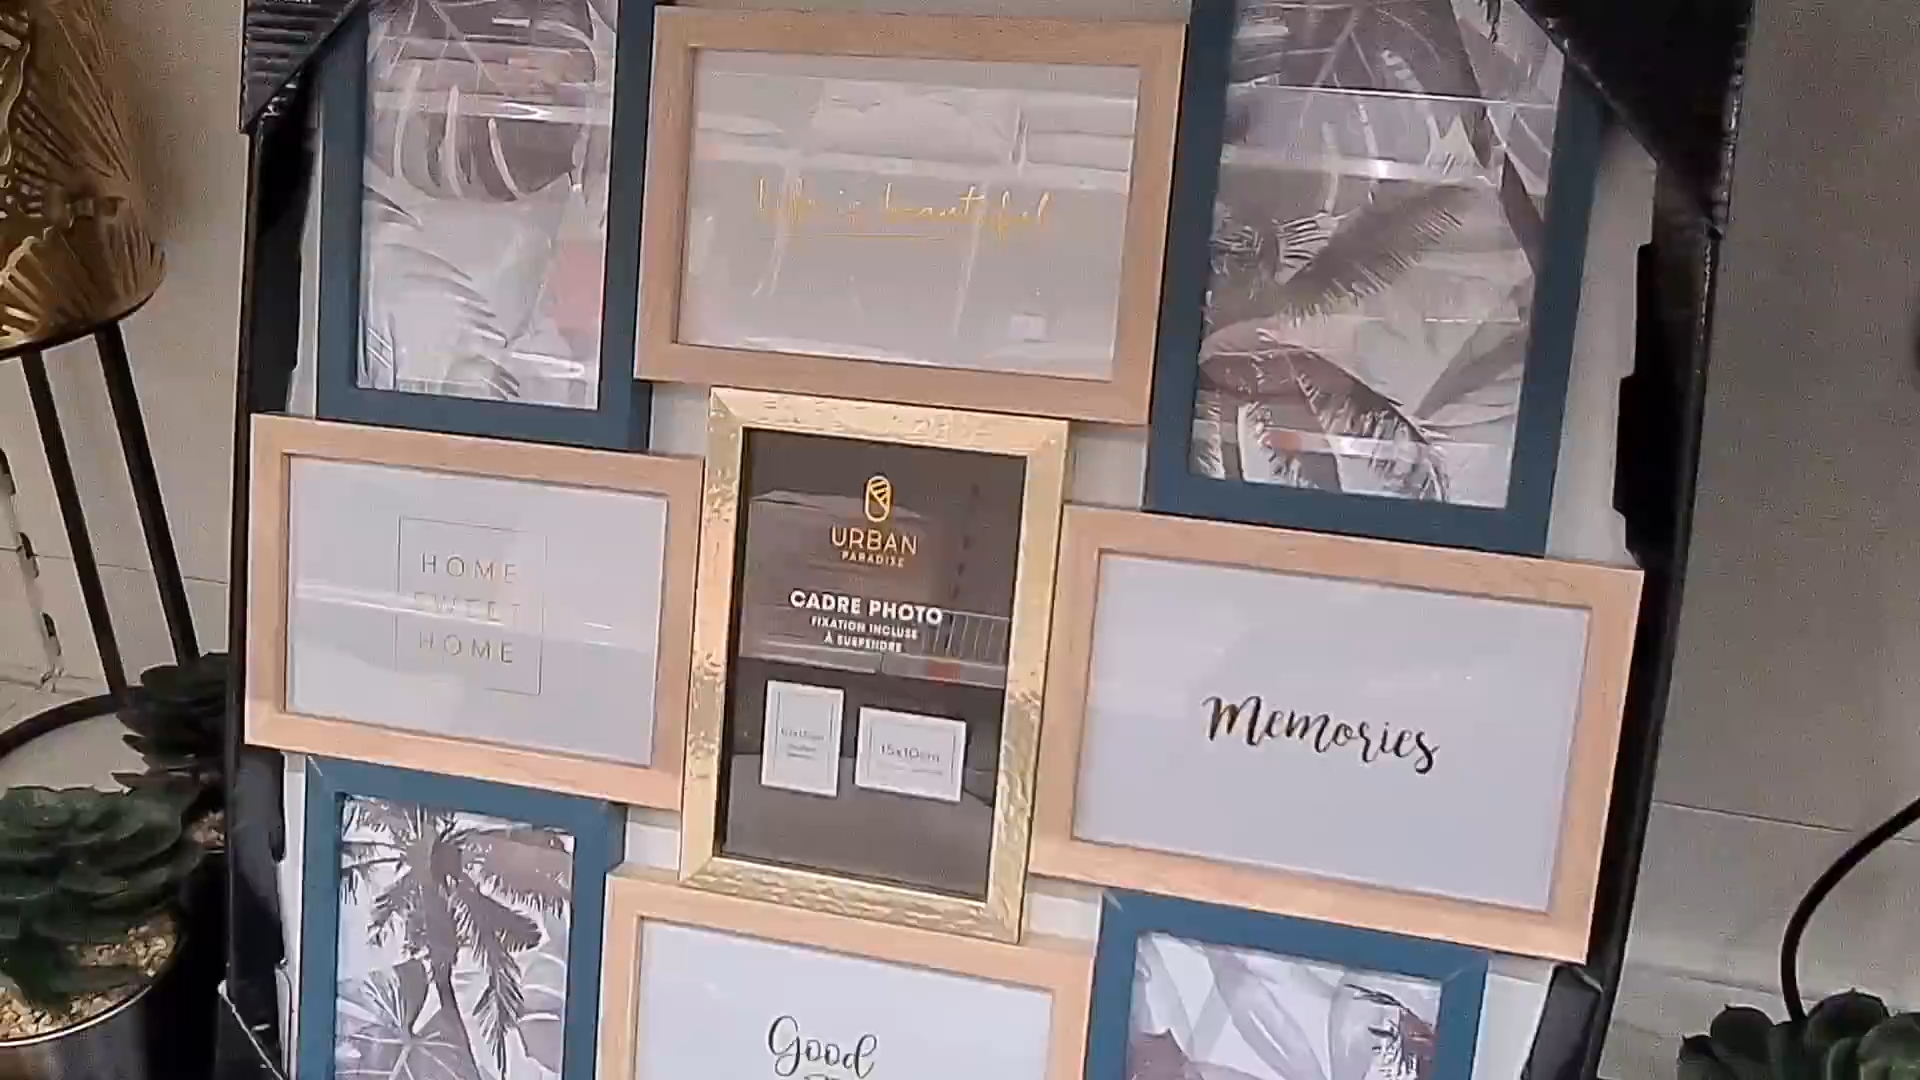 Life is beautiful
HOME
SWEET
HOME
URBAN
PARADISE
CADRE PHOTO
FIXATION INCLUSE
À SUSPENDRE
15x10cm
Memories
Good